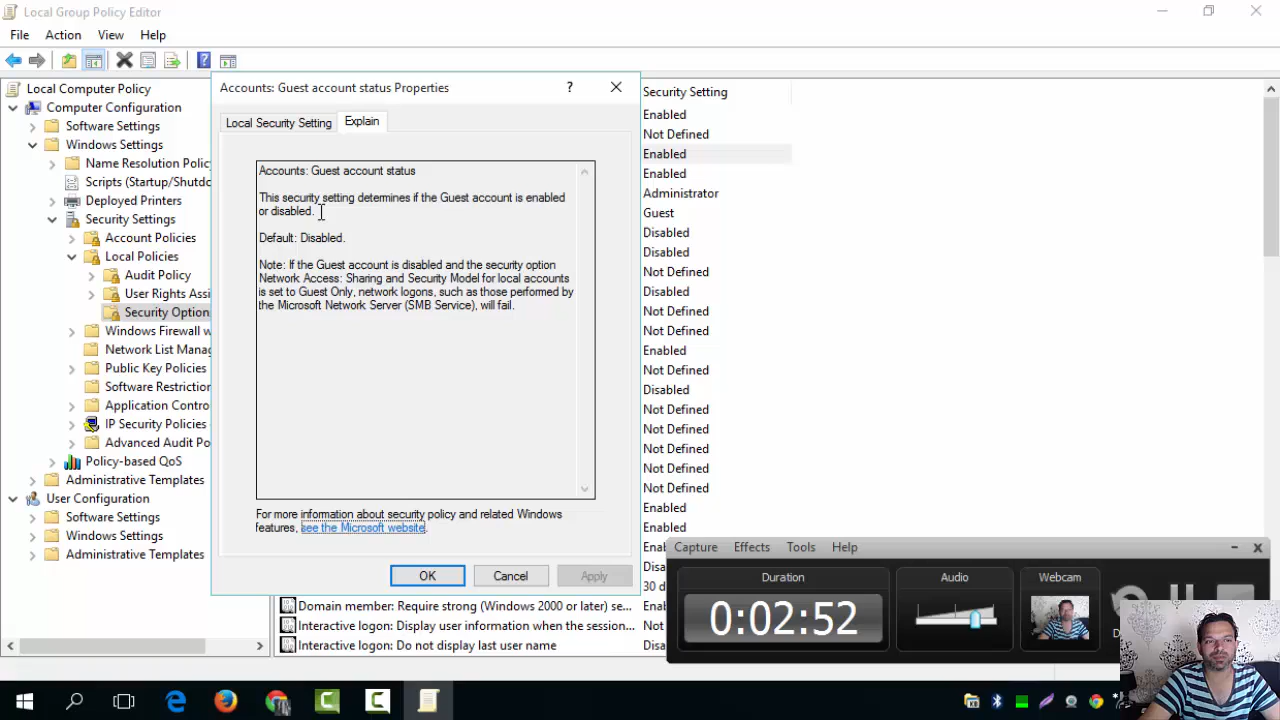 Local Group Policy Editor
File Action View Help
Local Computer Policy
Computer Configuration
Software Settings
Windows Settings
Name Resolution Polic
Scripts (Startup/Shutdo
Deployed Printers
Security Settings
Account Policies
Local Policies
Audit Policy
User Rights Assi
Security Option
Windows Firewall w
Network List Manag
Public Key Policies
Software Restriction
Application Contro
IP Security Policies
Advanced Audit Po
Policy-based QoS
Administrative Templates
User Configuration
Software Settings
Windows Settings
Administrative Templates
Accounts: Guest account status Properties
Local Security Setting Explain
Accounts: Guest account status
This security setting determines if the Guest account is enabled
or disabled.
Default: Disabled.
Note: If the Guest account is disabled and the security option
Network Access: Sharing and Security Model for local accounts
is set to Guest Only, network logons, such as those performed by
the Microsoft Network Server (SMB Service), will fail.
For more information about security policy and related Windows
features, see the Microsoft website.
OK Cancel Apply
Security Setting
Enabled
Not Defined
Enabled
Enabled
Administrator
Guest
Disabled
Disabled
Not Defined
Disabled
Not Defined
Not Defined
Enabled
Not Defined
Disabled
Not Defined
Not Defined
Not Defined
Not Defined
Not Defined
Enabled
Enabled
Enab
Disa
30 d
Domain member: Require strong (Windows 2000 or later) se... Enab
Interactive logon: Display user information when the session... Not
Interactive logon: Do not display last user name Disa
Capture Effects Tools Help
Duration Audio Webcam
0:02:52